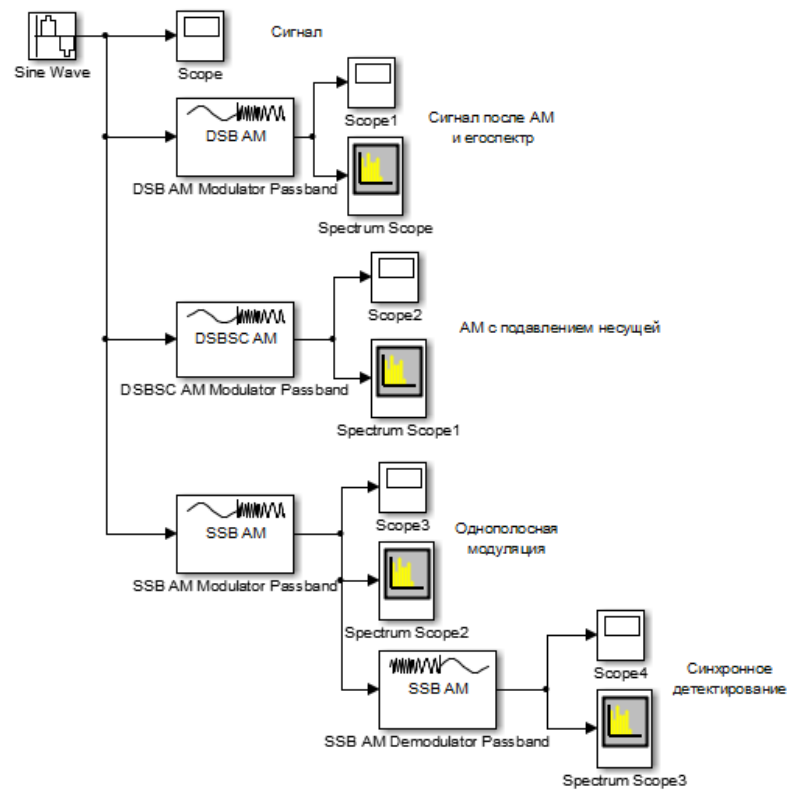 Сигнал
Sine Wave
Scope
DSB AM
DSB AM Modulator Passband
Scope1
Сигнал после АМ
и егоспектр
Spectrum Scope
DSBSC AM
DSBSC AM Modulator Passband
Scope2
АМ с подавлением несущей
Spectrum Scope1
SSB AM
SSB AM Modulator Passband
Scope3
Однополосная
модуляция
Spectrum Scope2
SSB AM
SSB AM Demodulator Passband
Scope4
Синхронное
детектирование
Spectrum Scope3